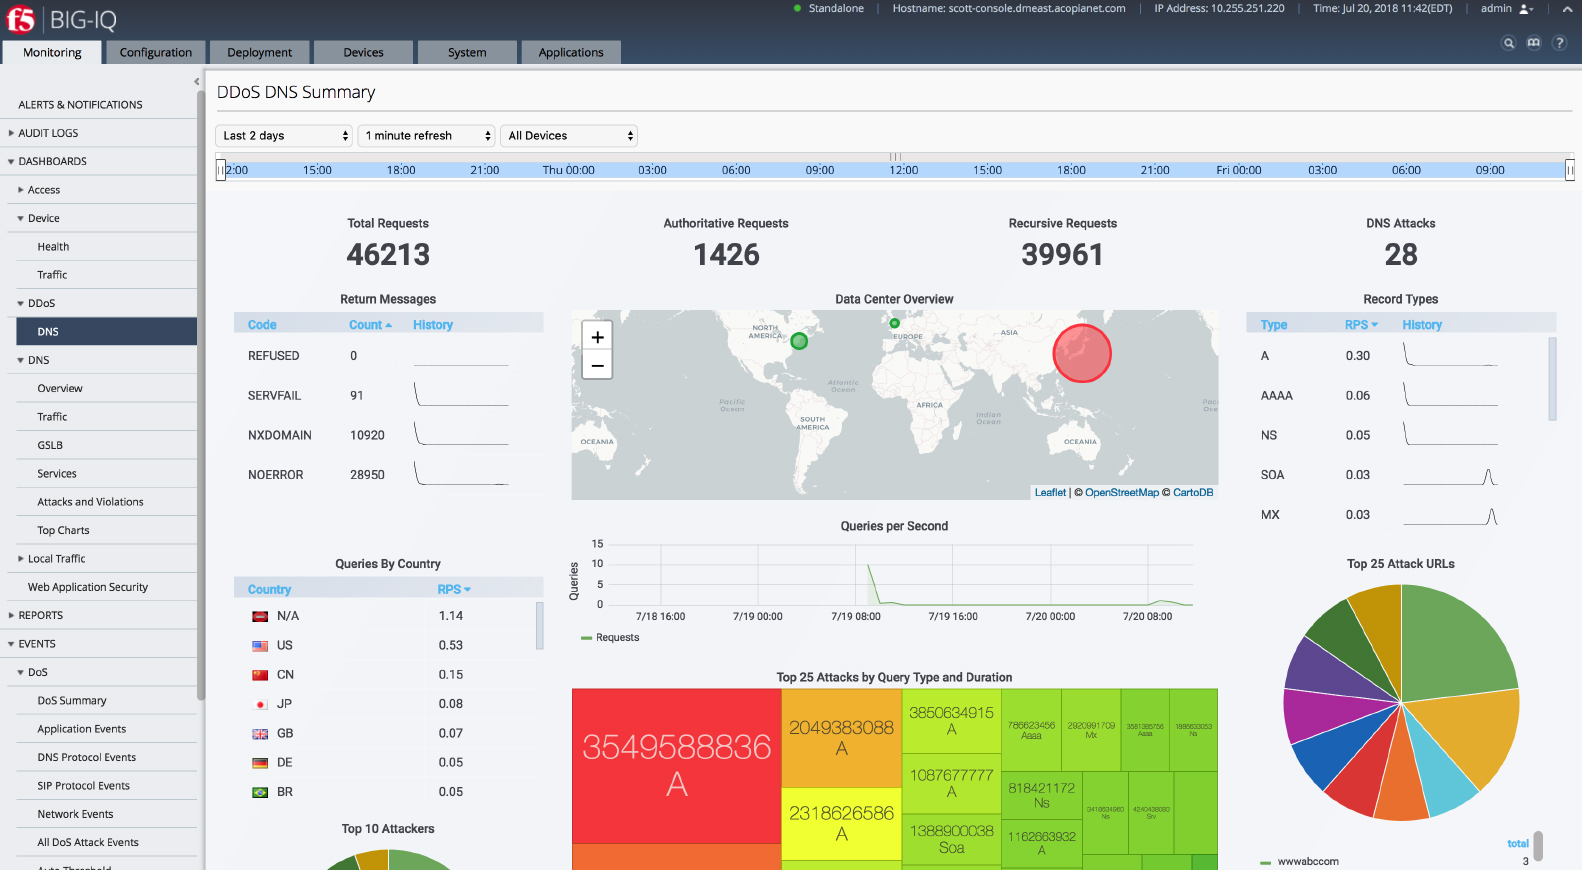 f5 BIG-IQ
Standalone | Hostname: scott-console.dmeast.acoplanet.com | IP Address: 10.255.251.220 | Time: Jul 20, 2018 11:42(EDT) | admin
Monitoring Configuration Deployment Devices System Applications
ALERTS & NOTIFICATIONS
AUDIT LOGS
DASHBOARDS
Access
Device
Health
Traffic
DDoS
DNS
DNS
Overview
Traffic
GSLB
Services
Attacks and Violations
Top Charts
Local Traffic
Web Application Security
REPORTS
EVENTS
DoS
DoS Summary
Application Events
DNS Protocol Events
SIP Protocol Events
Network Events
All DoS Attack Events
Auto Threshold
DDoS DNS Summary
Last 2 days 1 minute refresh All Devices
2:00 15:00 18:00 21:00 Thu 00:00 03:00 06:00 09:00 12:00 15:00 18:00 21:00 Fri 00:00 03:00 06:00 09:00
Total Requests
46213
Authoritative Requests
1426
Recursive Requests
39961
DNS Attacks
28
Return Messages
Code Count History
REFUSED 0
SERVFAIL 91
NXDOMAIN 10920
NOERROR 28950
Data Center Overview
+
−
NORTH AMERICA
EUROPE
ASIA
Atlantic Ocean
Pacific Ocean
AFRICA
SOUTH AMERICA
Indian Ocean
OCEANIA
OCEANIA
Leaflet | © OpenStreetMap © CartoDB
Record Types
Type RPS History
A 0.30
AAAA 0.06
NS 0.05
SOA 0.03
MX 0.03
Queries By Country
Country RPS
N/A 1.14
US 0.53
CN 0.15
JP 0.08
GB 0.07
DE 0.05
BR 0.05
Top 10 Attackers
Queries per Second
Queries
15
10
5
0
7/18 16:00 7/19 00:00 7/19 08:00 7/19 16:00 7/20 00:00 7/20 08:00
Requests
Top 25 Attacks by Query Type and Duration
3549588836
A
2049383088
A
2318626586
A
3850634915
A
1087677777
A
1388900038
Soa
786623456
Aaaa
2920991709
Mx
Aaaa
Ns
818421172
Ns
1162663932
A
3418634960
Ns
4240438080
Srv
Top 25 Attack URLs
total
wwwabccom 3